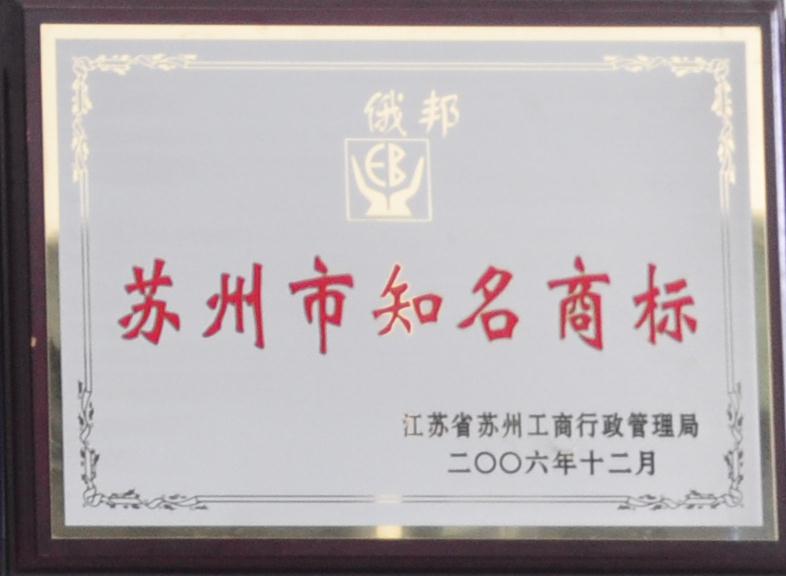 俄邦
EB
苏州市知名商标
江苏省苏州工商行政管理局
二〇〇六年十二月